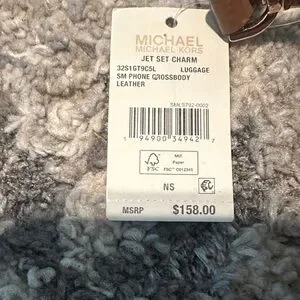 MICHAEL
MICHAEL KORS
JET SET CHARM
32S1GT9C5L LUGGAGE
SM PHONE CROSSBODY
LEATHER
1 94900 34942 7
FSC
MIX
Paper
NS
MSRP $158.00